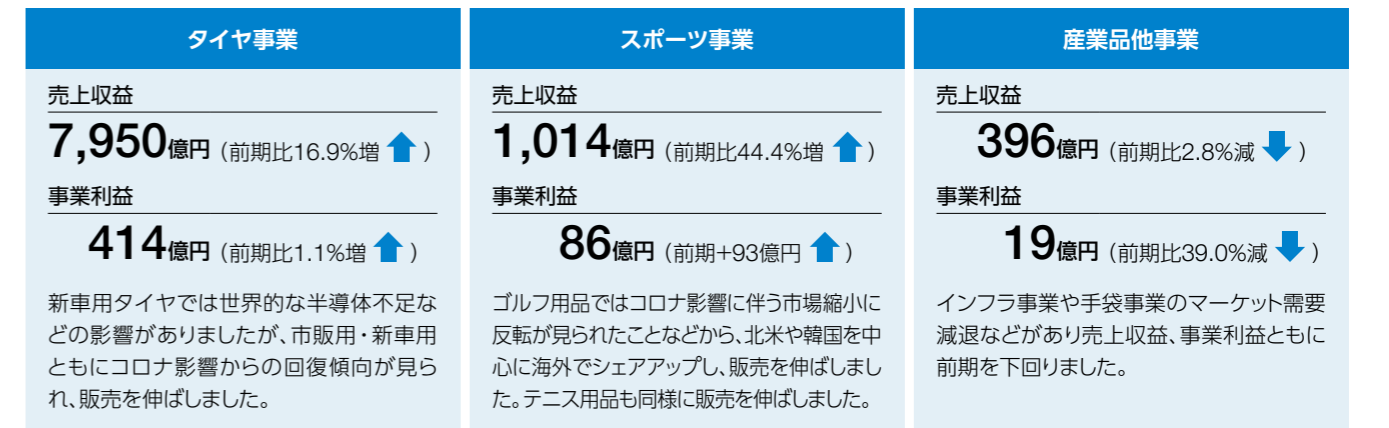 タイヤ事業
売上収益
7,950億円（前期比16.9%増 ）
事業利益
414億円（前期比1.1%増 ）
新車用タイヤでは世界的な半導体不足な
どの影響がありましたが、市販用・新車用
ともにコロナ影響からの回復傾向が見ら
れ、販売を伸ばしました。
スポーツ事業
売上収益
1,014億円（前期比44.4%増 ）
事業利益
86億円（前期+93億円 ）
ゴルフ用品ではコロナ影響に伴う市場縮小に
反転が見られたことなどから、北米や韓国を中
心に海外でシェアアップし、販売を伸ばしまし
た。テニス用品も同様に販売を伸ばしました。
産業品他事業
売上収益
396億円（前期比2.8%減 ）
事業利益
19億円（前期比39.0%減 ）
インフラ事業や手袋事業のマーケット需要
減退などがあり売上収益、事業利益ともに
前期を下回りました。